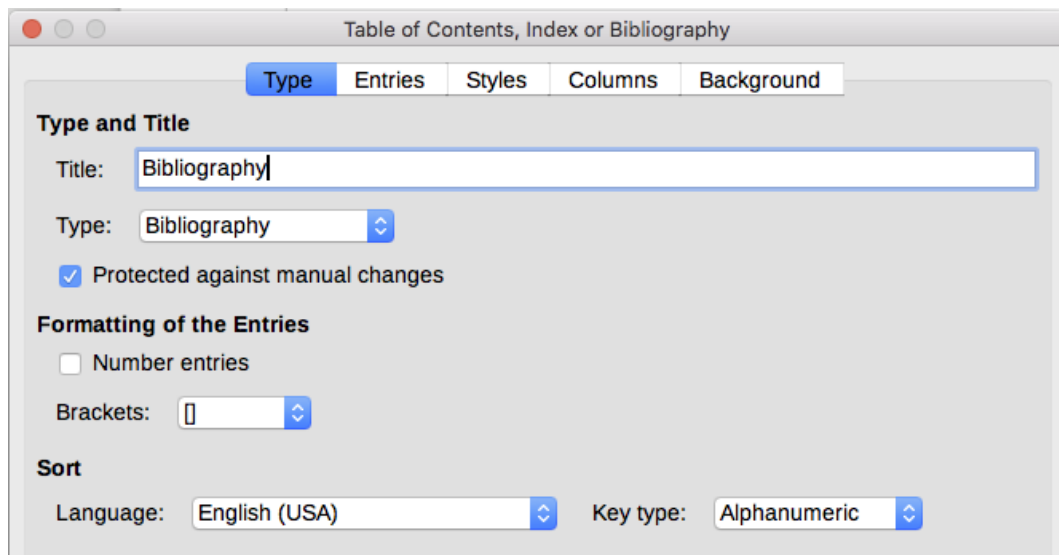 Table of Contents, Index or Bibliography
Type Entries Styles Columns Background
Type and Title
Title: Bibliography
Type: Bibliography
Protected against manual changes
Formatting of the Entries
Number entries
Brackets: []
Sort
Language: English (USA) Key type: Alphanumeric